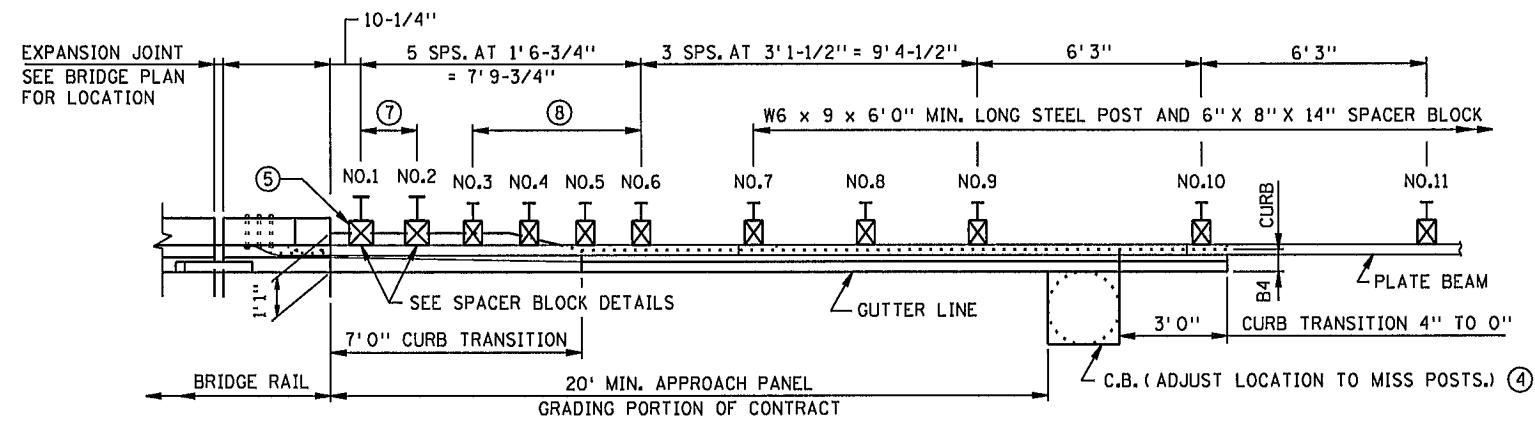 10-1/4"
EXPANSION JOINT
SEE BRIDGE PLAN
FOR LOCATION
5 SPS. AT 1'6-3/4"
= 7'9-3/4"
3 SPS. AT 3'1-1/2" = 9'4-1/2"
6'3"
6'3"
7
8
W6 x 9 x 6'0" MIN. LONG STEEL POST AND 6" X 8" X 14" SPACER BLOCK
5
NO.1
NO.2
NO.3
NO.4
NO.5
NO.6
NO.7
NO.8
NO.9
NO.10
NO.11
CURB
B4
1'1"
SEE SPACER BLOCK DETAILS
GUTTER LINE
PLATE BEAM
7'0" CURB TRANSITION
3'0"
CURB TRANSITION 4" TO 0"
BRIDGE RAIL
20' MIN. APPROACH PANEL
GRADING PORTION OF CONTRACT
C.B. (ADJUST LOCATION TO MISS POSTS.) 4